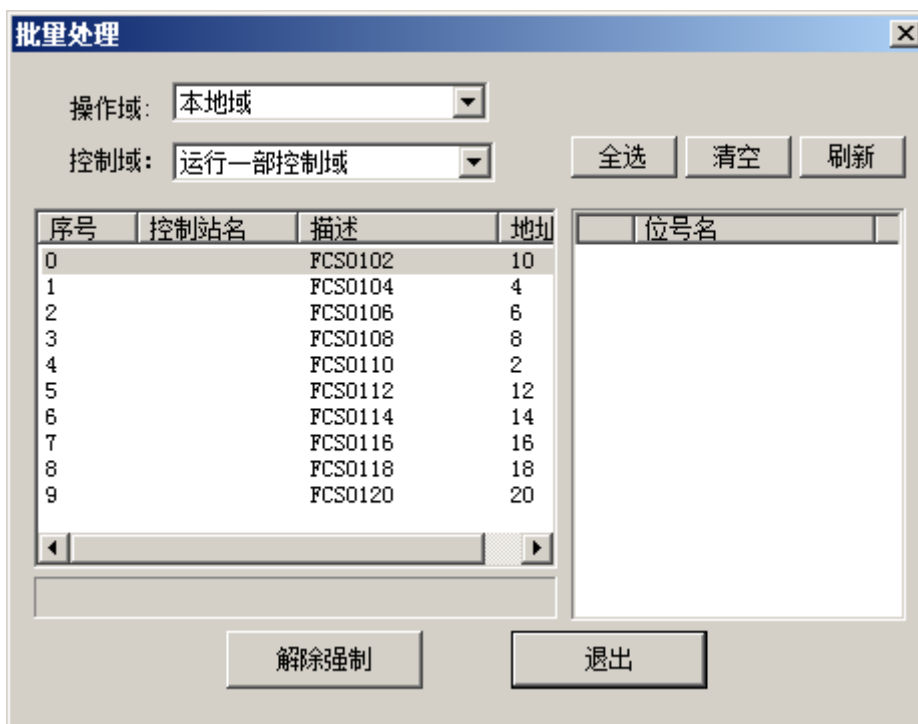 批量处理
操作域: 本地域
控制域: 运行一部控制域
全选 清空 刷新
序号 控制站名 描述 地址
位号名
0 FCS0102 10
1 FCS0104 4
2 FCS0106 6
3 FCS0108 8
4 FCS0110 2
5 FCS0112 12
6 FCS0114 14
7 FCS0116 16
8 FCS0118 18
9 FCS0120 20
解除强制 退出